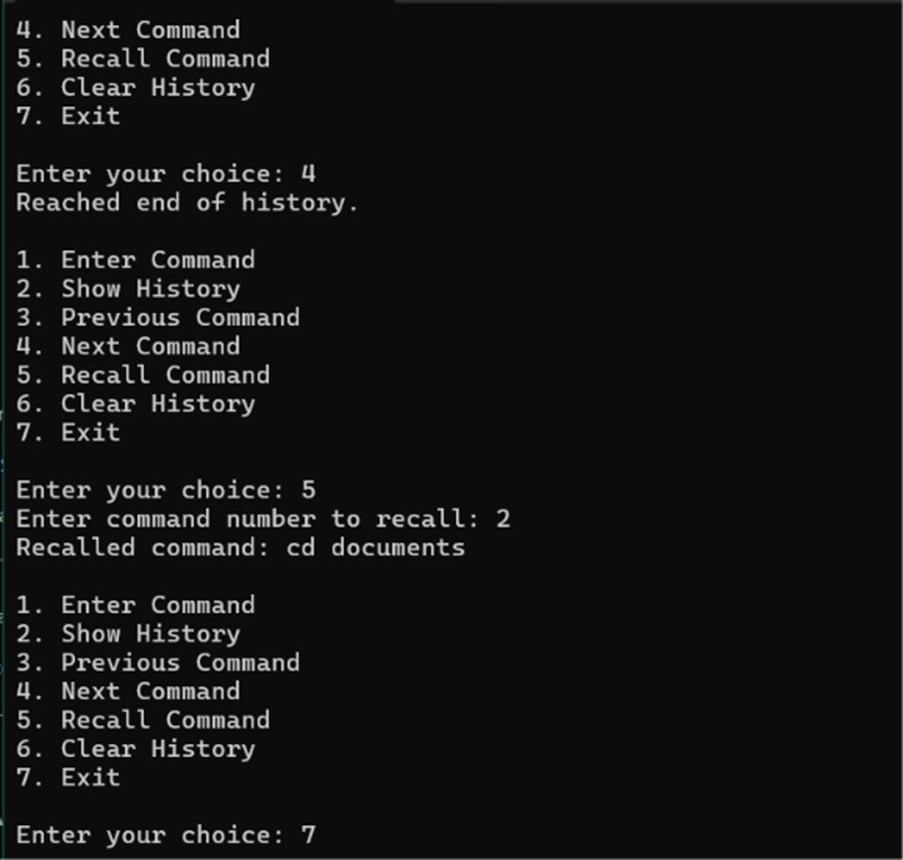 4. Next Command
5. Recall Command
6. Clear History
7. Exit
Enter your choice: 4
Reached end of history.
1. Enter Command
2. Show History
3. Previous Command
4. Next Command
5. Recall Command
6. Clear History
7. Exit
Enter your choice: 5
Enter command number to recall: 2
Recalled command: cd documents
1. Enter Command
2. Show History
3. Previous Command
4. Next Command
5. Recall Command
6. Clear History
7. Exit
Enter your choice: 7